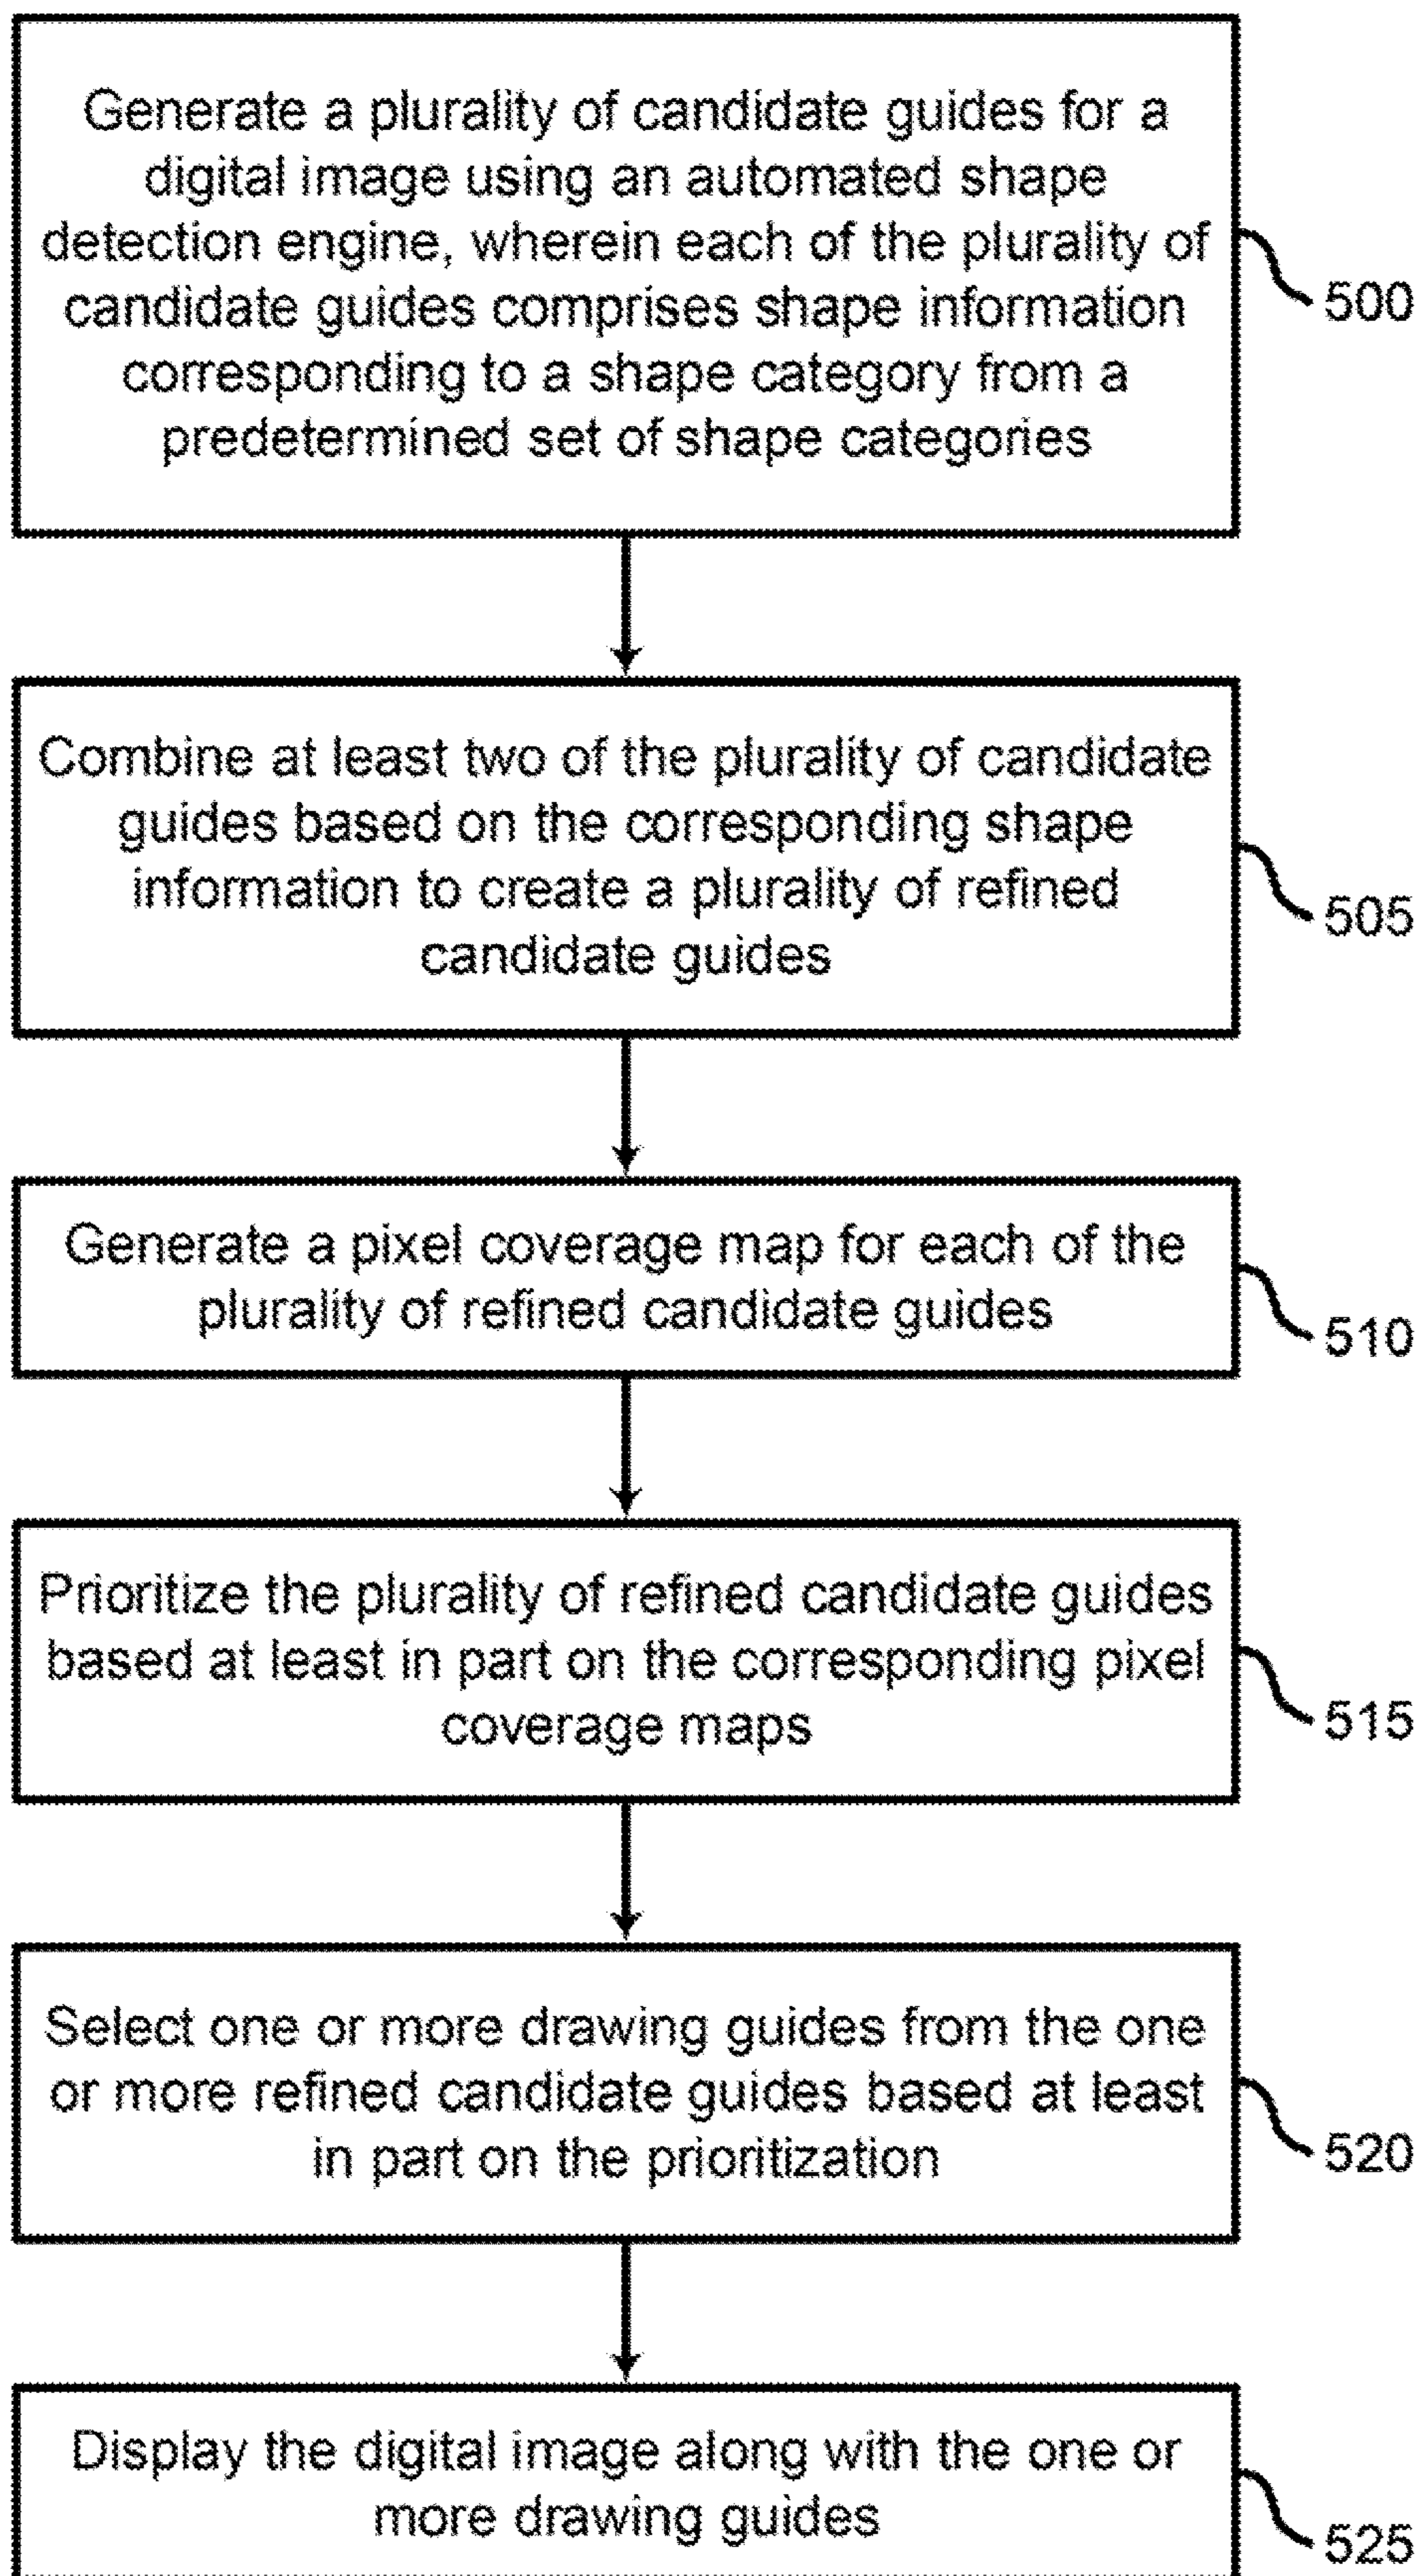 Generate a plurality of candidate guides for a
digital image using an automated shape
detection engine, wherein each of the plurality of
candidate guides comprises shape information
corresponding to a shape category from a
predetermined set of shape categories
500
Combine at least two of the plurality of candidate
guides based on the corresponding shape
information to create a plurality of refined
candidate guides
505
Generate a pixel coverage map for each of the
plurality of refined candidate guides
510
Prioritize the plurality of refined candidate guides
based at least in part on the corresponding pixel
coverage maps
515
Select one or more drawing guides from the one
or more refined candidate guides based at least
in part on the prioritization
520
Display the digital image along with the one or
more drawing guides
525